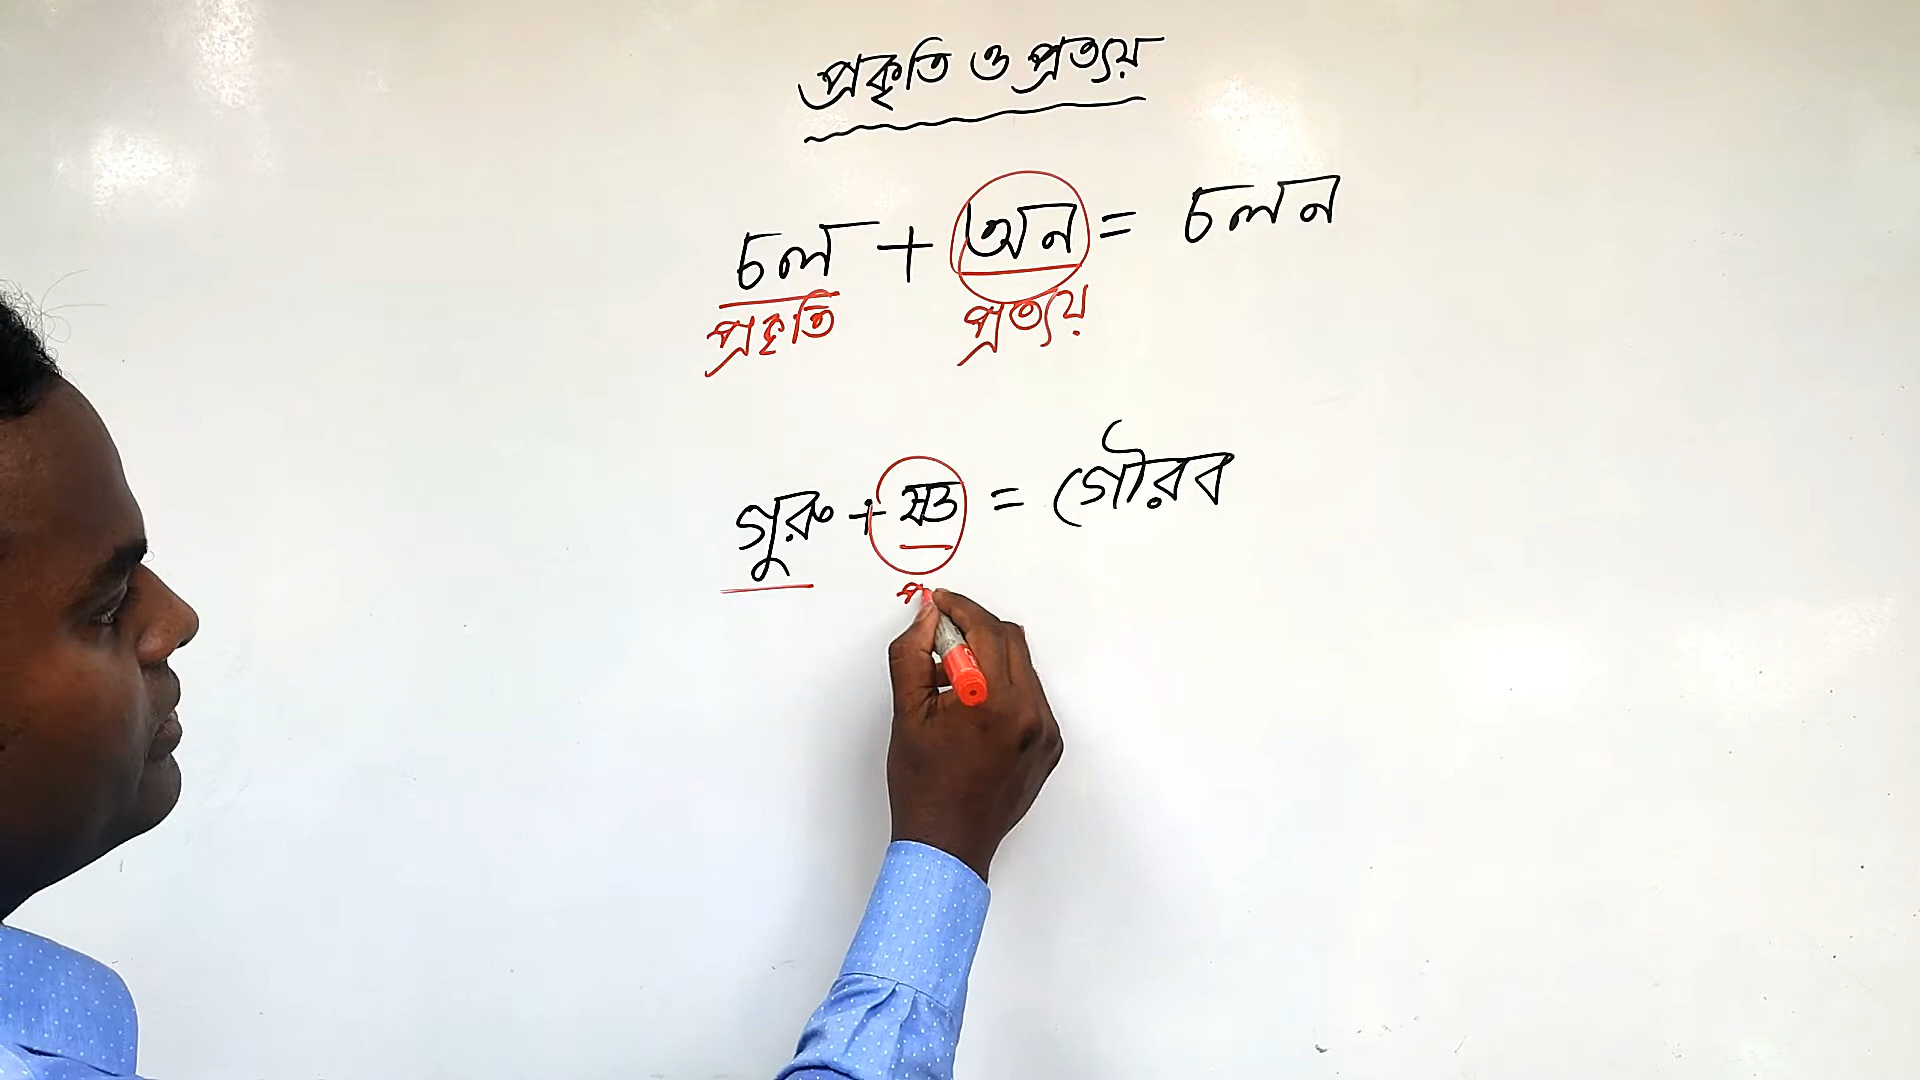 প্রকৃতি ও প্রত্যয়
চল + অন = চলন
প্রকৃতি প্রত্যয়
গুরু + ষ্ণ = গৌরব
প